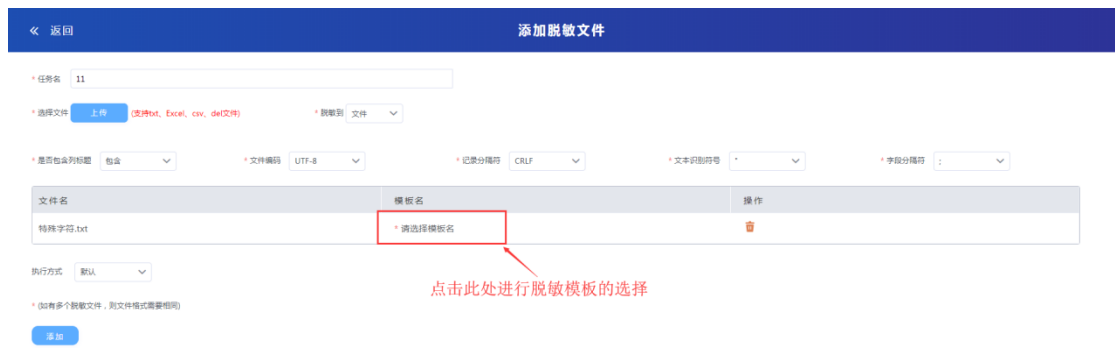 « 返回 添加脱敏文件
* 任务名 11
* 选择文件 上传 (支持txt、Excel、csv、del文件) * 脱敏到 文件
* 是否包含列标题 包含 * 文件编码 UTF-8 * 记录分隔符 CRLF * 文本识别符号 " * 字段分隔符 ;
文件名 模板名 操作
特殊字符.txt * 请选择模板名
点击此处进行脱敏模板的选择
执行方式 默认
* (如有多个脱敏文件，则文件格式需要相同)
添加